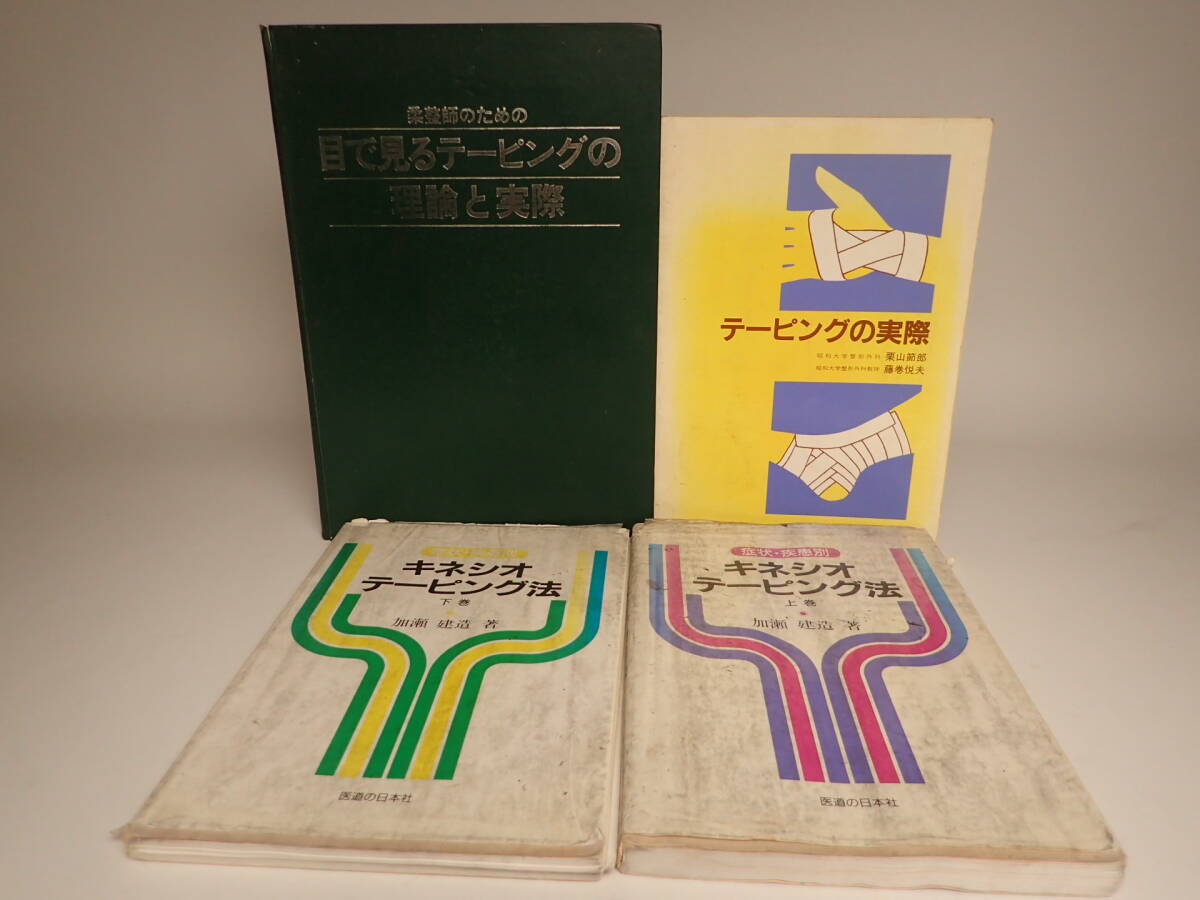 柔整師のための
目で見るテーピングの
理論と実際
テーピングの実際
昭和大学整形外科 栗山節郎
昭和大学整形外科教授 藤巻悦夫
症状・疾患別
キネシオ
テーピング法
下巻
加瀬 建造 著
医道の日本社
症状・疾患別
キネシオ
テーピング法
上巻
加瀬 建造 著
医道の日本社